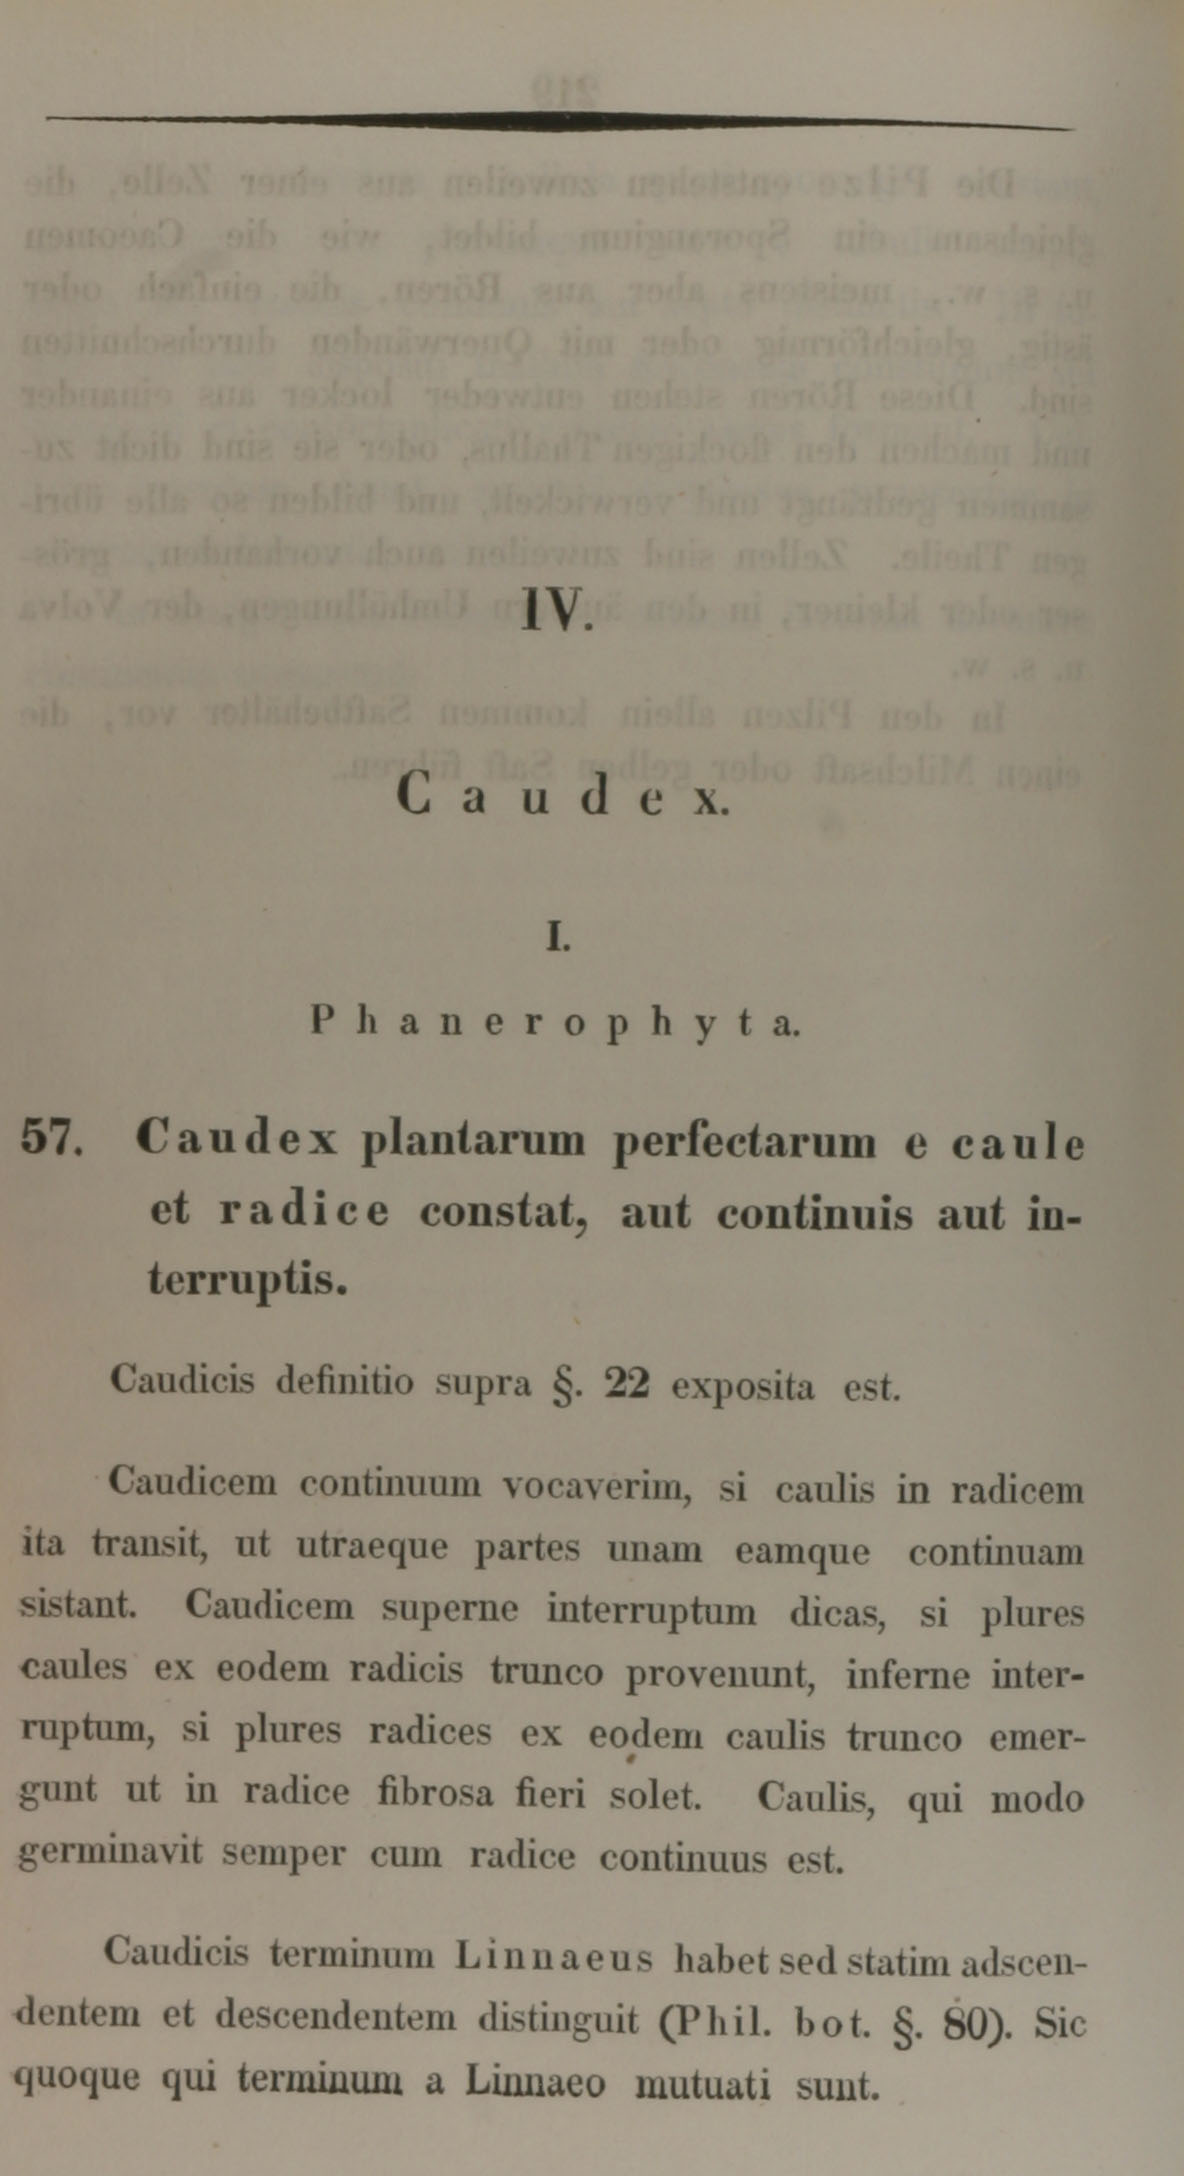 IV.
Caudex.
I.
Phanerophyta.
57. Caudex plantarum perfectarum e caule
et radice constat, aut continuis aut in-
terruptis.
Caudicis definitio supra §. 22 exposita est.
Caudicem continuum vocaverim, si caulis in radicem
ita transit, ut utraeque partes unam eamque continuam
sistant. Caudicem superne interruptum dicas, si plures
caules ex eodem radicis trunco provenunt, inferne inter-
ruptum, si plures radices ex eodem caulis trunco emer-
gunt ut in radice fibrosa fieri solet. Caulis, qui modo
germinavit semper cum radice continuus est.
Caudicis terminum Linnaeus habet sed statim adscen-
dentem et descendentem distinguit (Phil. bot. §. 80). Sic
quoque qui terminum a Linnaeo mutuati sunt.